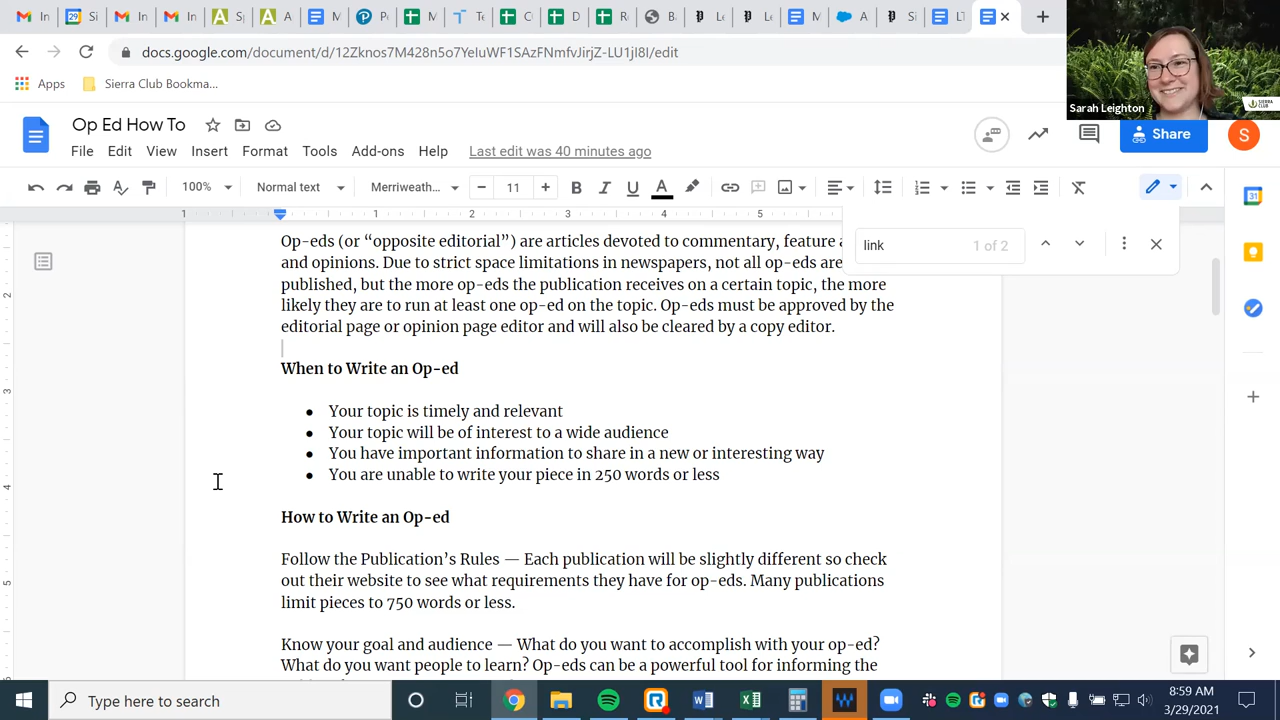 docs.google.com/document/d/12Zknos7M428n5o7YeIuWF1SAzFNmfvJirjZ-LU1jI8I/edit
Apps
Sierra Club Bookma...
Sarah Leighton
SIERRA CLUB
Op Ed How To
Share
S
File Edit View Insert Format Tools Add-ons Help Last edit was 40 minutes ago
100% Normal text Merriweath... 11
1 1 2 3 4 5
link 1 of 2
Op-eds (or “opposite editorial”) are articles devoted to commentary, feature
and opinions. Due to strict space limitations in newspapers, not all op-eds are
published, but the more op-eds the publication receives on a certain topic, the more
likely they are to run at least one op-ed on the topic. Op-eds must be approved by the
editorial page or opinion page editor and will also be cleared by a copy editor.
When to Write an Op-ed
● Your topic is timely and relevant
● Your topic will be of interest to a wide audience
● You have important information to share in a new or interesting way
● You are unable to write your piece in 250 words or less
How to Write an Op-ed
Follow the Publication’s Rules — Each publication will be slightly different so check
out their website to see what requirements they have for op-eds. Many publications
limit pieces to 750 words or less.
Know your goal and audience — What do you want to accomplish with your op-ed?
What do you want people to learn? Op-eds can be a powerful tool for informing the
Type here to search
8:59 AM
3/29/2021